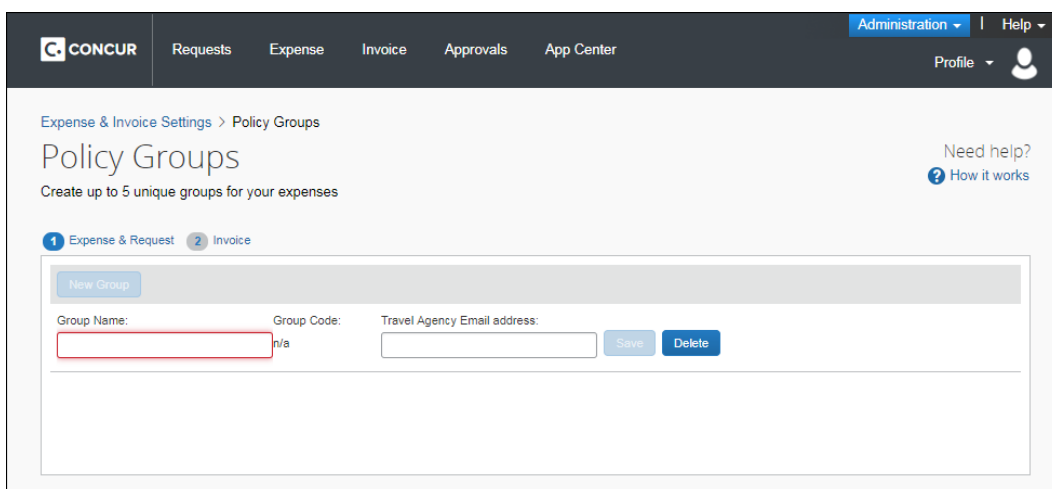 Administration | Help
C. CONCUR Requests Expense Invoice Approvals App Center
Profile
Expense & Invoice Settings > Policy Groups
Policy Groups
Need help?
? How it works
Create up to 5 unique groups for your expenses
1 Expense & Request 2 Invoice
New Group
Group Name: Group Code: Travel Agency Email address:
n/a Save Delete